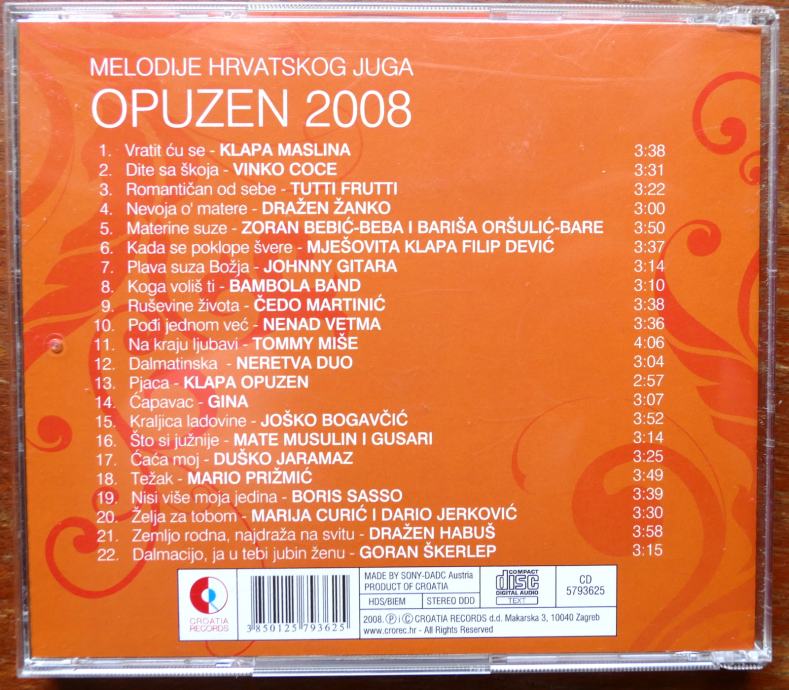 MELODIJE HRVATSKOG JUGA
OPUZEN 2008
1. Vratit ću se - KLAPA MASLINA 3:38
2. Dite sa škoja - VINKO COCE 3:31
3. Romantičan od sebe - TUTTI FRUTTI 3:22
4. Nevoja o' matere - DRAŽEN ŽANKO 3:00
5. Materine suze - ZORAN BEBIĆ-BEBA I BARIŠA ORŠULIĆ-BARE 3:50
6. Kada se poklope švere - MJEŠOVITA KLAPA FILIP DEVIĆ 3:37
7. Plava suza Božja - JOHNNY GITARA 3:14
8. Koga voliš ti - BAMBOLA BAND 3:10
9. Ruševine života - ČEDO MARTINIĆ 3:38
10. Pođi jednom već - NENAD VETMA 3:36
11. Na kraju ljubavi - TOMMY MIŠE 4:06
12. Dalmatinska - NERETVA DUO 3:04
13. Pjaca - KLAPA OPUZEN 2:57
14. Ćapavac - GINA 3:07
15. Kraljica ladovine - JOŠKO BOGAVČIĆ 3:52
16. Što si južnije - MATE MUSULIN I GUSARI 3:14
17. Ćaća moj - DUŠKO JARAMAZ 3:25
18. Težak - MARIO PRIŽMIĆ 3:49
19. Nisi više moja jedina - BORIS SASSO 3:39
20. Želja za tobom - MARIJA CURIĆ I DARIO JERKOVIĆ 3:30
21. Zemljo rodna, najdraža na svitu - DRAŽEN HABUŠ 3:58
22. Dalmacijo, ja u tebi jubin ženu - GORAN ŠKERLEP 3:15
CROATIA
RECORDS
3 850125 793625
MADE BY SONY-DADC Austria
PRODUCT OF CROATIA
HDS/BIEM STEREO DDD
COMPACT
disc
DIGITAL AUDIO
TEXT
CD
5793625
2008. Ⓟ i Ⓒ CROATIA RECORDS d.d. Makarska 3, 10040 Zagreb
www.crorec.hr - All Rights Reserved